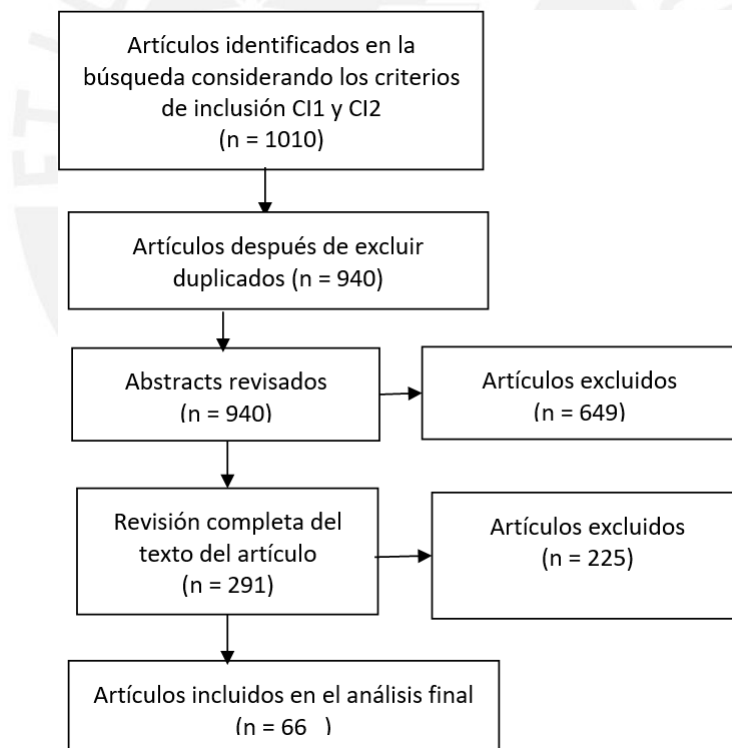 Artículos identificados en la
búsqueda considerando los criterios
de inclusión CI1 y CI2
(n = 1010)
Artículos después de excluir
duplicados (n = 940)
Abstracts revisados
(n = 940)
Artículos excluidos
(n = 649)
Revisión completa del
texto del artículo
(n = 291)
Artículos excluidos
(n = 225)
Artículos incluidos en el análisis final
(n = 66 )